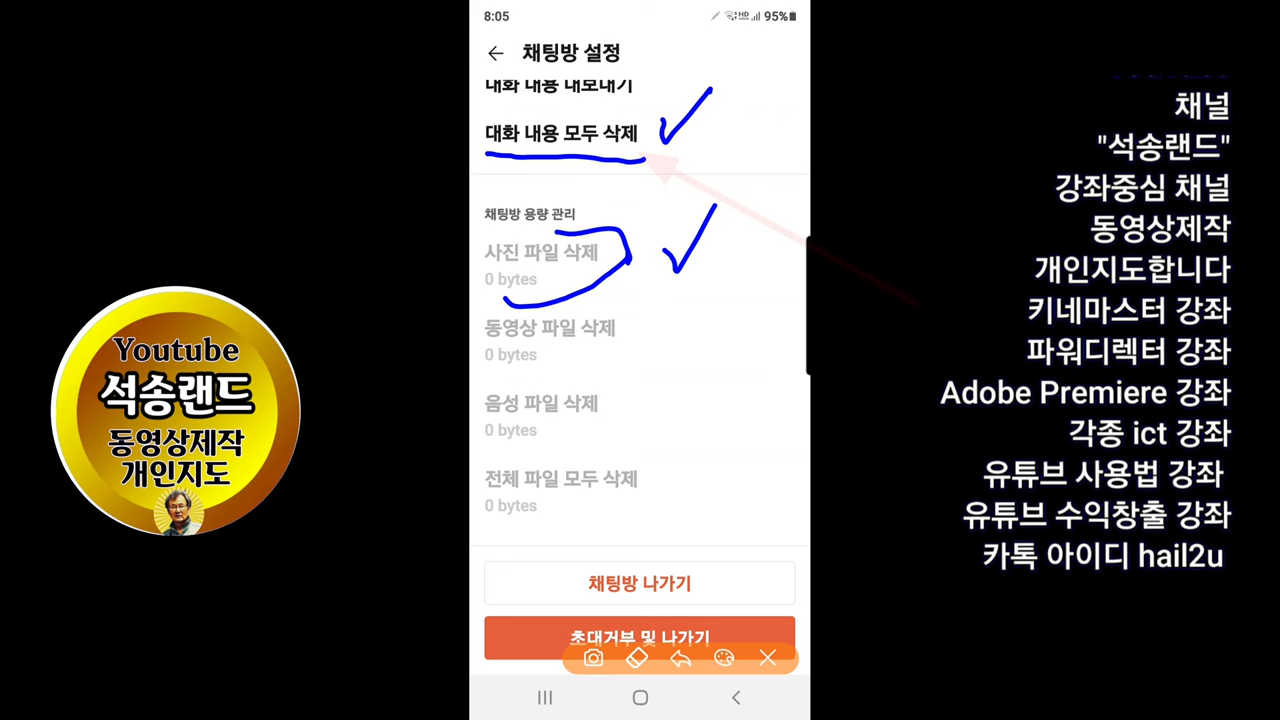 8:05
HD
95%
채팅방 설정
대화 내용 내보내기
대화 내용 모두 삭제
채팅방 용량 관리
사진 파일 삭제
0 bytes
동영상 파일 삭제
0 bytes
음성 파일 삭제
0 bytes
전체 파일 모두 삭제
0 bytes
채팅방 나가기
초대거부 및 나가기
Youtube
석송랜드
동영상제작
개인지도
채널
"석송랜드"
강좌중심 채널
동영상제작
개인지도합니다
키네마스터 강좌
파워디렉터 강좌
Adobe Premiere 강좌
각종 ict 강좌
유튜브 사용법 강좌
유튜브 수익창출 강좌
카톡 아이디 hail2u